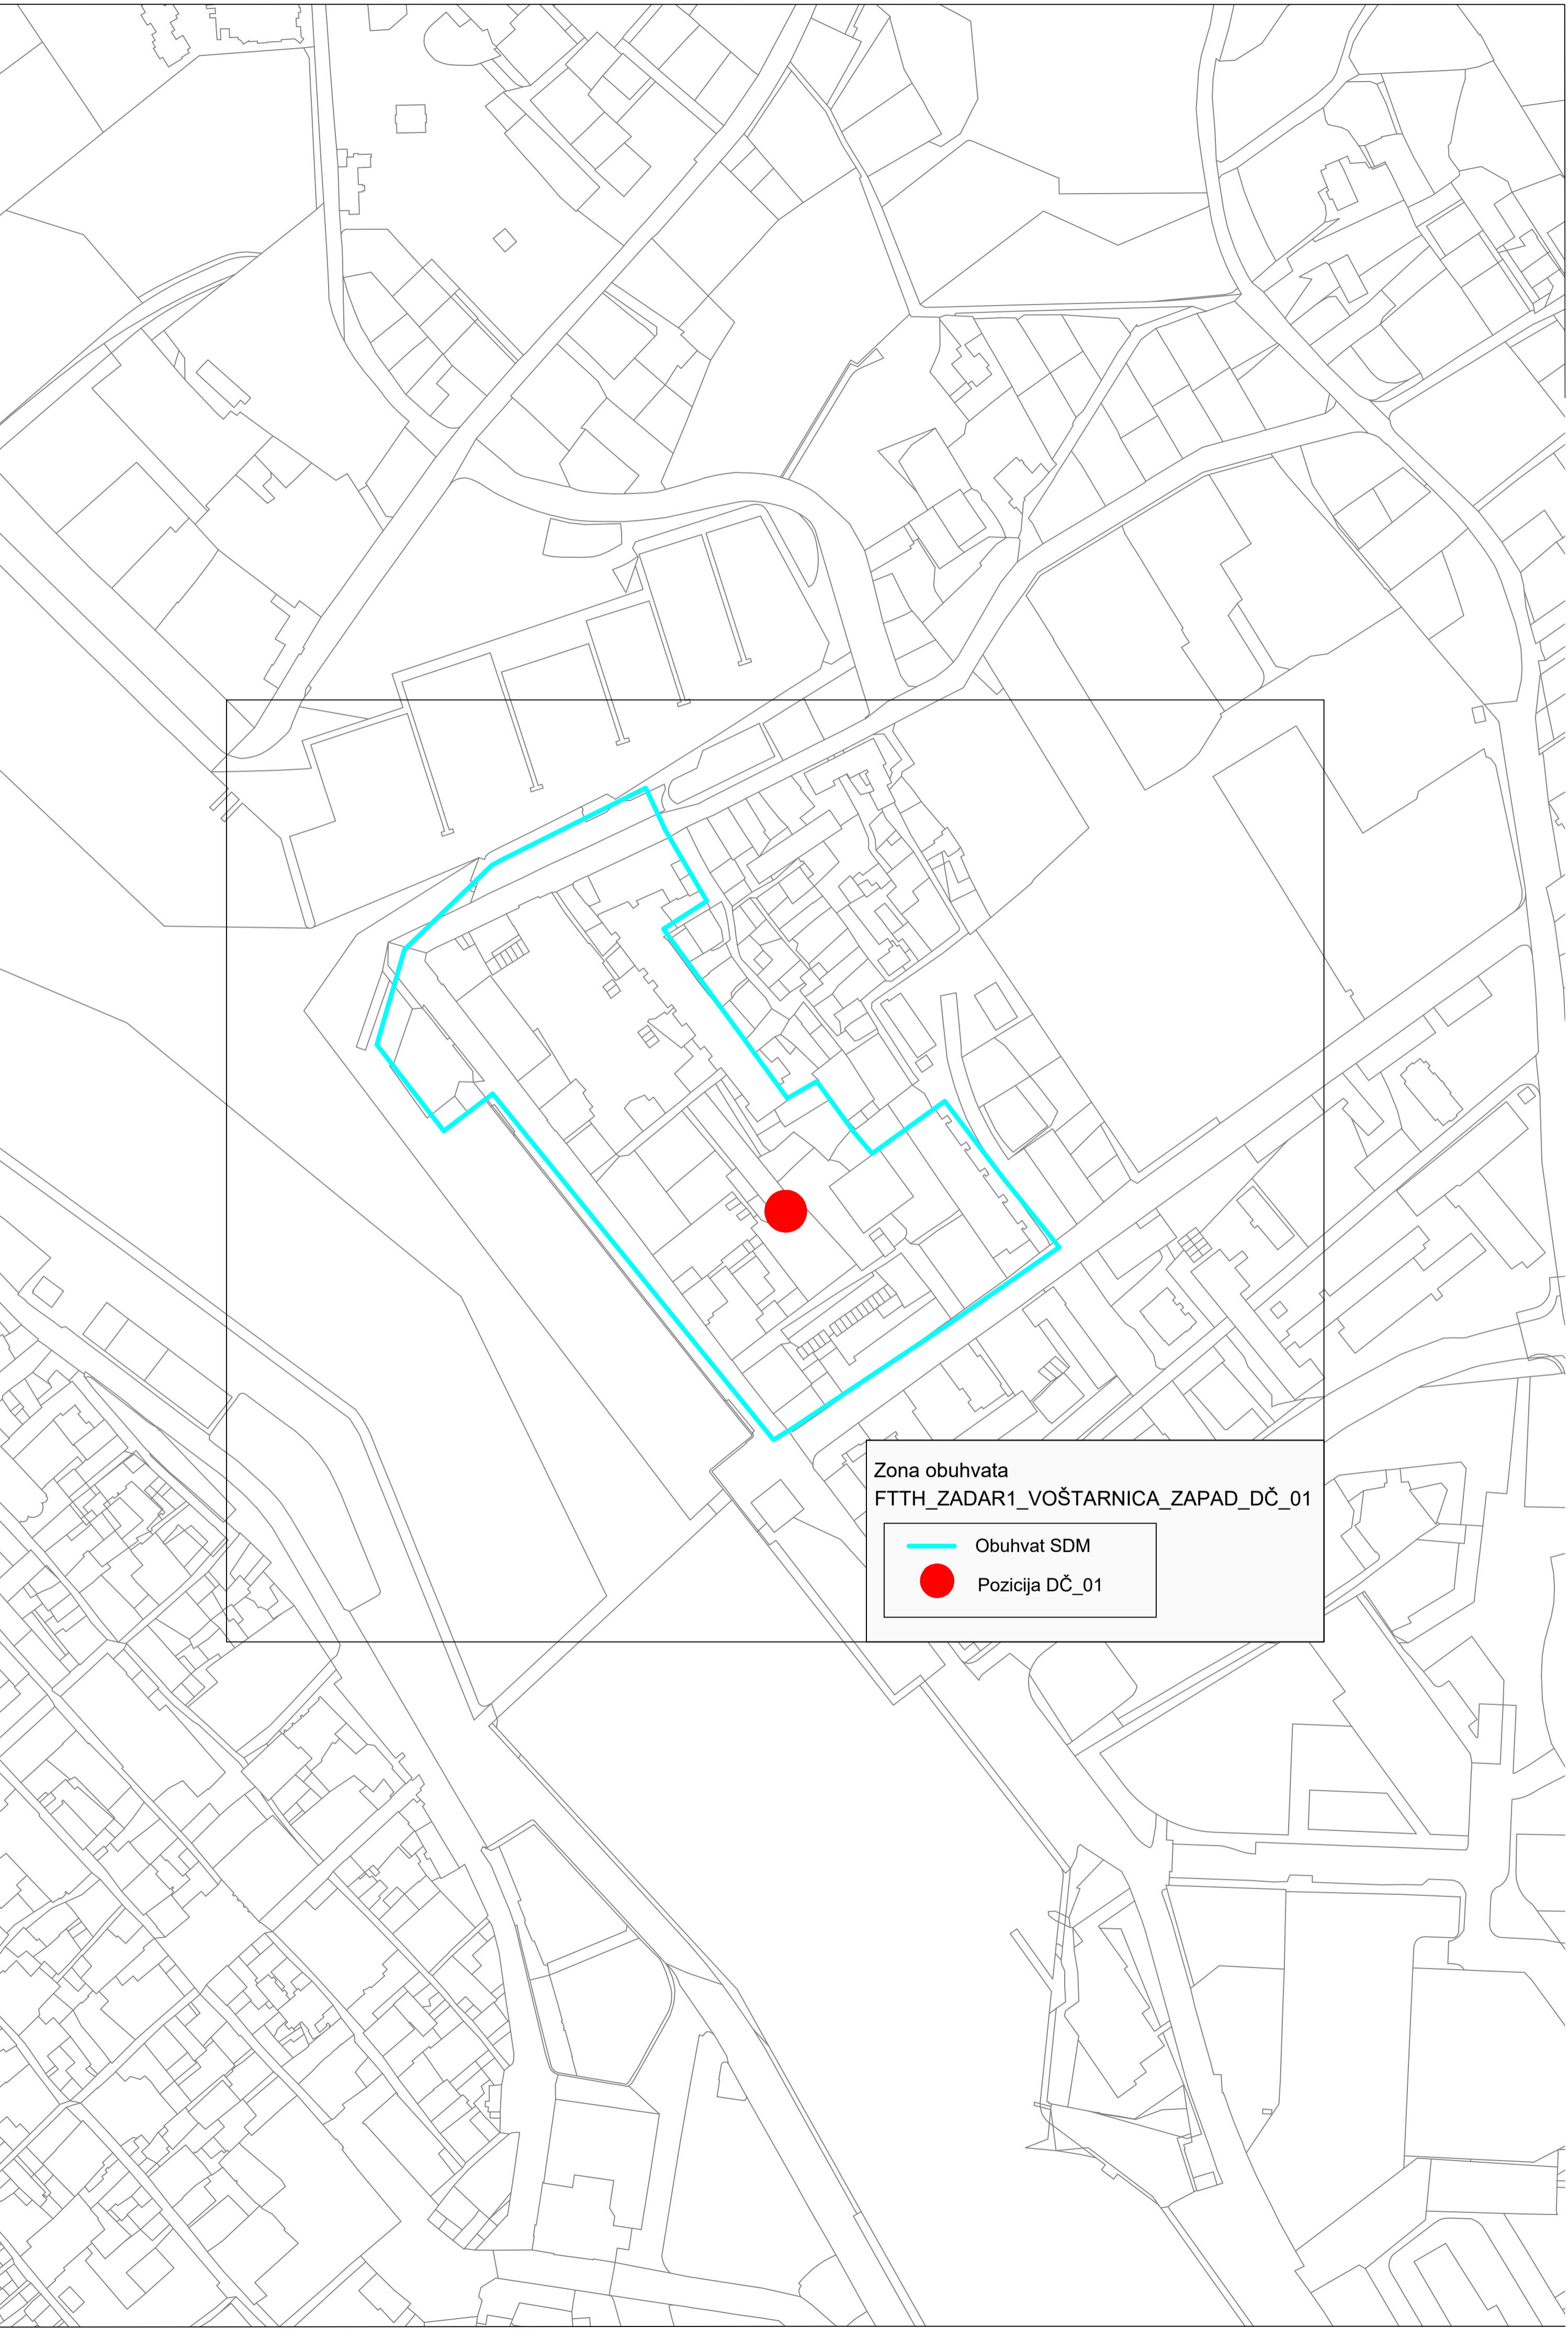 Zona obuhvata
FTTH_ZADAR1_VOŠTARNICA_ZAPAD_DČ_01
Obuhvat SDM
Pozicija DČ_01